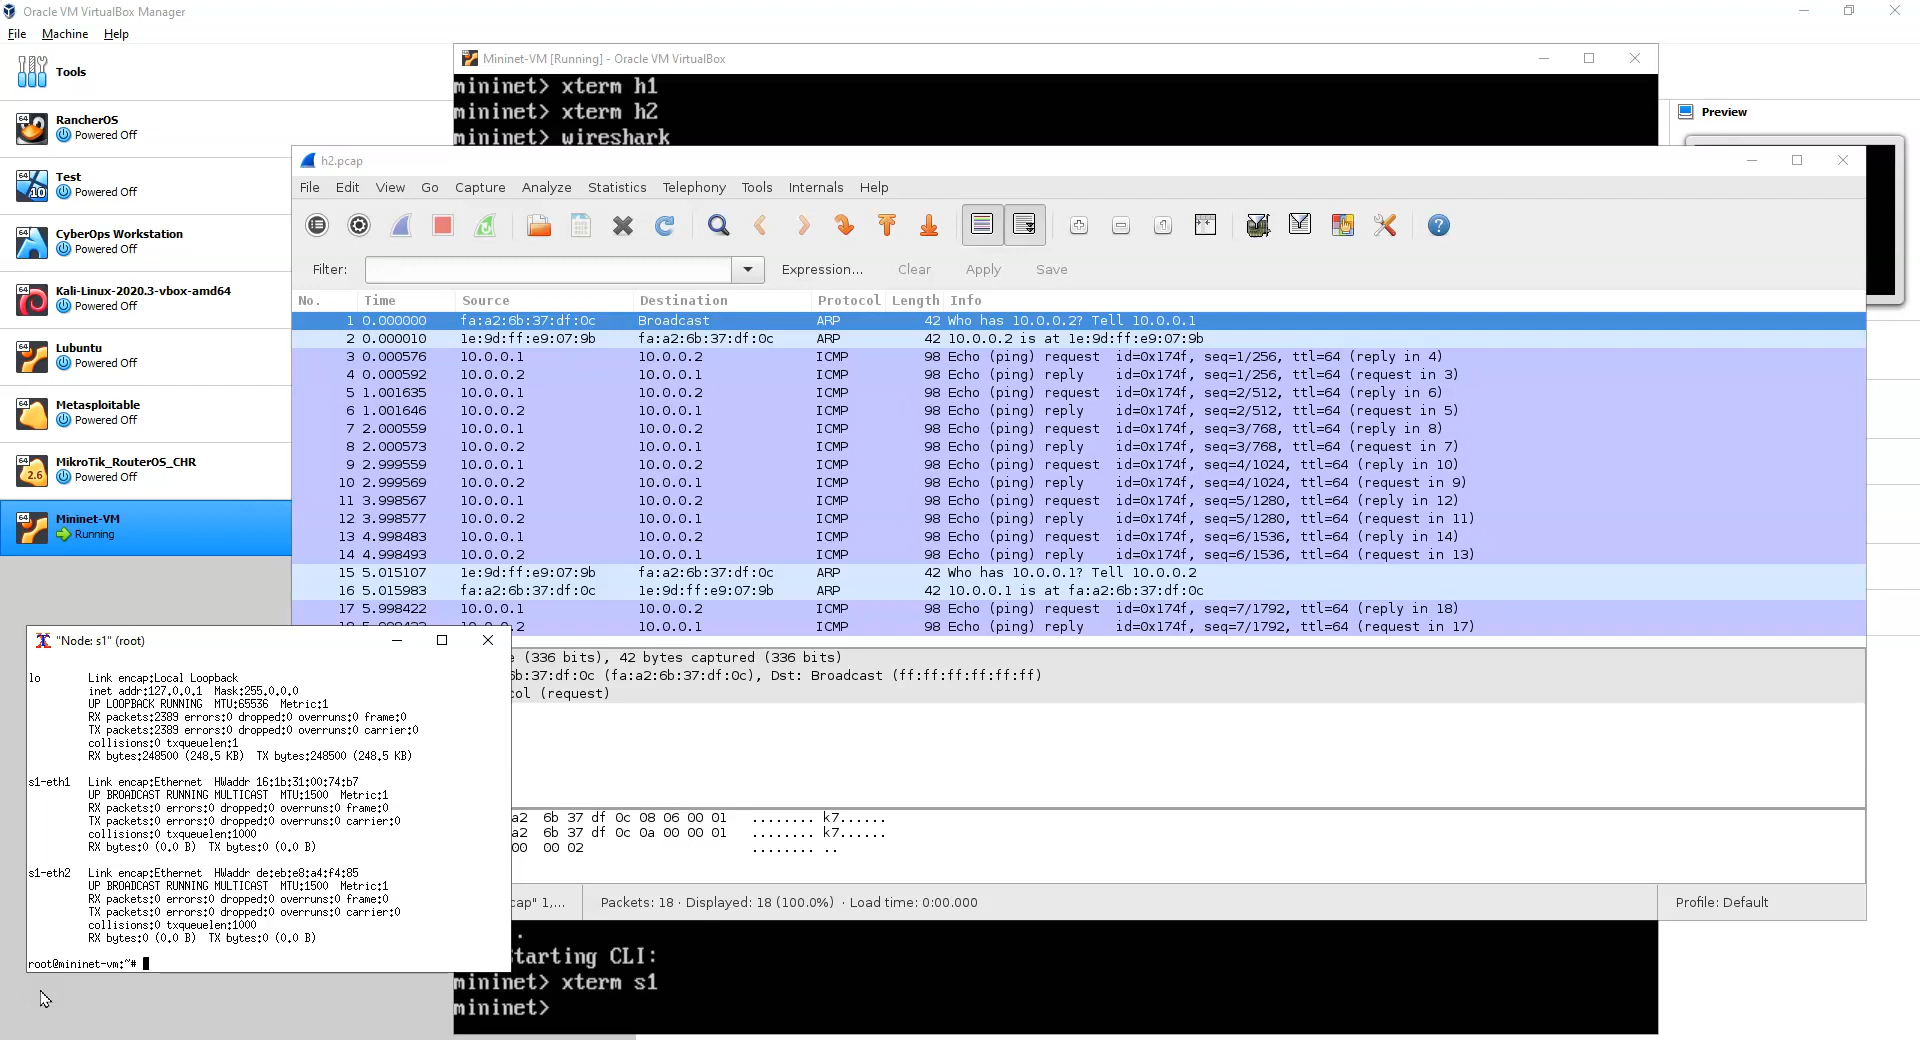 Oracle VM VirtualBox Manager
File Machine Help
Tools
64 RancherOS
Powered Off
64 10 Test
Powered Off
64 CyberOps Workstation
Powered Off
64 Kali-Linux-2020.3-vbox-amd64
Powered Off
64 Lubuntu
Powered Off
64 Metasploitable
Powered Off
64 2.6 MikroTik_RouterOS_CHR
Powered Off
64 Mininet-VM
Running
Preview
Mininet-VM [Running] - Oracle VM VirtualBox
mininet> xterm h1
mininet> xterm h2
mininet> wireshark
h2.pcap
File Edit View Go Capture Analyze Statistics Telephony Tools Internals Help
Filter: Expression... Clear Apply Save
No. Time Source Destination Protocol Length Info
1 0.000000 fa:a2:6b:37:df:0c Broadcast ARP 42 Who has 10.0.0.2? Tell 10.0.0.1
2 0.000010 1e:9d:ff:e9:07:9b fa:a2:6b:37:df:0c ARP 42 10.0.0.2 is at 1e:9d:ff:e9:07:9b
3 0.000576 10.0.0.1 10.0.0.2 ICMP 98 Echo (ping) request id=0x174f, seq=1/256, ttl=64 (reply in 4)
4 0.000592 10.0.0.2 10.0.0.1 ICMP 98 Echo (ping) reply id=0x174f, seq=1/256, ttl=64 (request in 3)
5 1.001635 10.0.0.1 10.0.0.2 ICMP 98 Echo (ping) request id=0x174f, seq=2/512, ttl=64 (reply in 6)
6 1.001646 10.0.0.2 10.0.0.1 ICMP 98 Echo (ping) reply id=0x174f, seq=2/512, ttl=64 (request in 5)
7 2.000559 10.0.0.1 10.0.0.2 ICMP 98 Echo (ping) request id=0x174f, seq=3/768, ttl=64 (reply in 8)
8 2.000573 10.0.0.2 10.0.0.1 ICMP 98 Echo (ping) reply id=0x174f, seq=3/768, ttl=64 (request in 7)
9 2.999559 10.0.0.1 10.0.0.2 ICMP 98 Echo (ping) request id=0x174f, seq=4/1024, ttl=64 (reply in 10)
10 2.999569 10.0.0.2 10.0.0.1 ICMP 98 Echo (ping) reply id=0x174f, seq=4/1024, ttl=64 (request in 9)
11 3.998567 10.0.0.1 10.0.0.2 ICMP 98 Echo (ping) request id=0x174f, seq=5/1280, ttl=64 (reply in 12)
12 3.998577 10.0.0.2 10.0.0.1 ICMP 98 Echo (ping) reply id=0x174f, seq=5/1280, ttl=64 (request in 11)
13 4.998483 10.0.0.1 10.0.0.2 ICMP 98 Echo (ping) request id=0x174f, seq=6/1536, ttl=64 (reply in 14)
14 4.998493 10.0.0.2 10.0.0.1 ICMP 98 Echo (ping) reply id=0x174f, seq=6/1536, ttl=64 (request in 13)
15 5.015107 1e:9d:ff:e9:07:9b fa:a2:6b:37:df:0c ARP 42 Who has 10.0.0.1? Tell 10.0.0.2
16 5.015983 fa:a2:6b:37:df:0c 1e:9d:ff:e9:07:9b ARP 42 10.0.0.1 is at fa:a2:6b:37:df:0c
17 5.998422 10.0.0.1 10.0.0.2 ICMP 98 Echo (ping) request id=0x174f, seq=7/1792, ttl=64 (reply in 18)
10.0.0.1 ICMP 98 Echo (ping) reply id=0x174f, seq=7/1792, ttl=64 (request in 17)
(336 bits), 42 bytes captured (336 bits)
6b:37:df:0c (fa:a2:6b:37:df:0c), Dst: Broadcast (ff:ff:ff:ff:ff:ff)
col (request)
a2 6b 37 df 0c 08 06 00 01 ........ k7......
a2 6b 37 df 0c 0a 00 00 01 ........ k7......
00 00 02 ........ ..
cap" 1,... Packets: 18 · Displayed: 18 (100.0%) · Load time: 0:00.000 Profile: Default
"Node: s1" (root)
lo Link encap:Local Loopback
inet addr:127.0.0.1 Mask:255.0.0.0
UP LOOPBACK RUNNING MTU:65536 Metric:1
RX packets:2389 errors:0 dropped:0 overruns:0 frame:0
TX packets:2389 errors:0 dropped:0 overruns:0 carrier:0
collisions:0 txqueuelen:1
RX bytes:248500 (248.5 KB) TX bytes:248500 (248.5 KB)
s1-eth1 Link encap:Ethernet HWaddr 16:1b:31:00:74:b7
UP BROADCAST RUNNING MULTICAST MTU:1500 Metric:1
RX packets:0 errors:0 dropped:0 overruns:0 frame:0
TX packets:0 errors:0 dropped:0 overruns:0 carrier:0
collisions:0 txqueuelen:1000
RX bytes:0 (0.0 B) TX bytes:0 (0.0 B)
s1-eth2 Link encap:Ethernet HWaddr de:eb:e8:a4:f4:85
UP BROADCAST RUNNING MULTICAST MTU:1500 Metric:1
RX packets:0 errors:0 dropped:0 overruns:0 frame:0
TX packets:0 errors:0 dropped:0 overruns:0 carrier:0
collisions:0 txqueuelen:1000
RX bytes:0 (0.0 B) TX bytes:0 (0.0 B)
root@mininet-vm:~#
.
Starting CLI:
mininet> xterm s1
mininet>